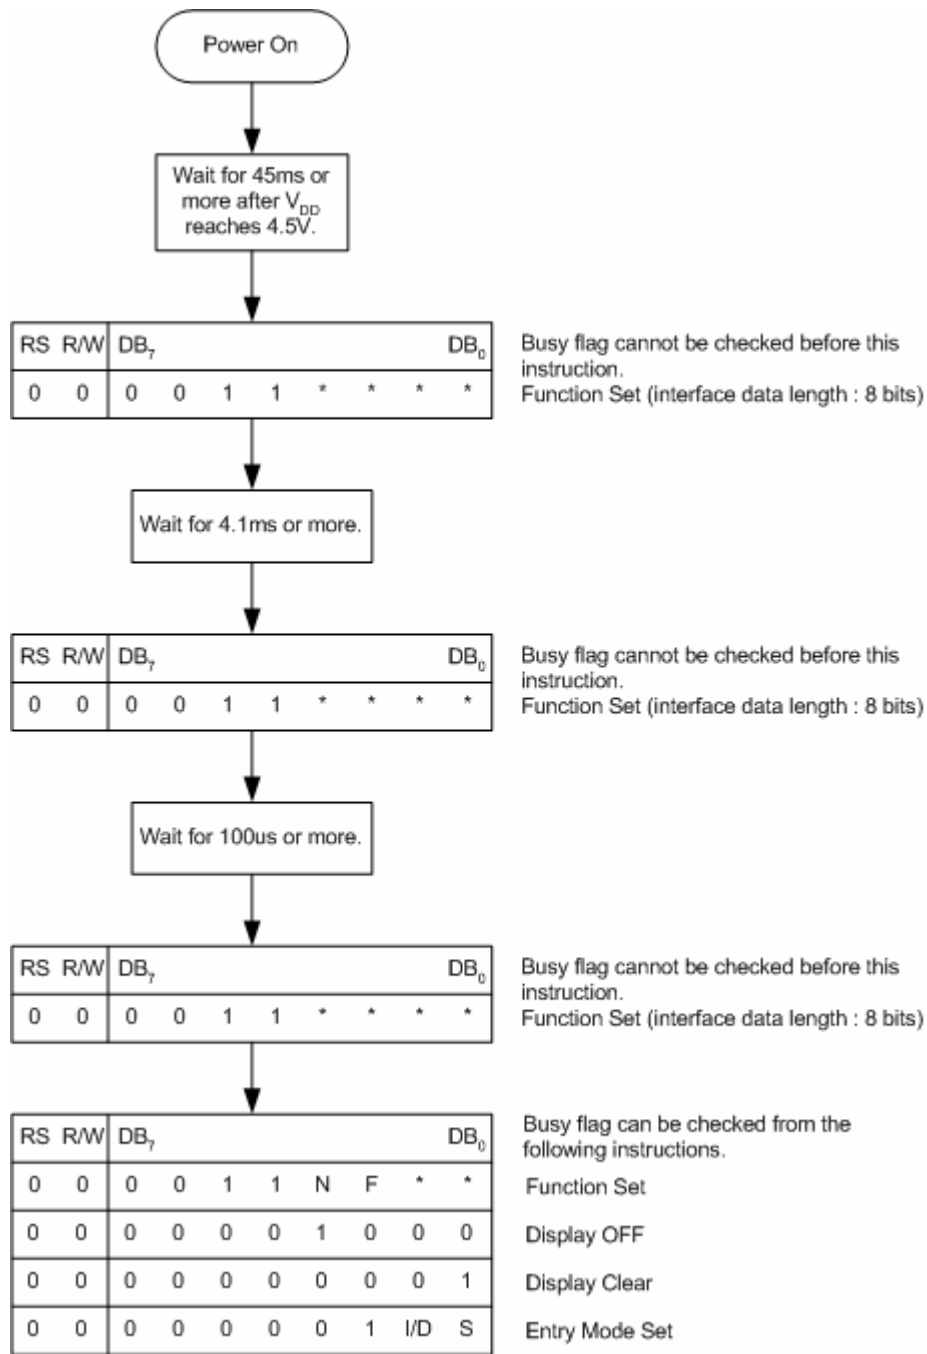 Power On
Wait for 45ms or
more after VDD
reaches 4.5V.
RS R/W DB7 DB0
0 0 0 0 1 1 * * * *
Busy flag cannot be checked before this
instruction.
Function Set (interface data length : 8 bits)
Wait for 4.1ms or more.
RS R/W DB7 DB0
0 0 0 0 1 1 * * * *
Busy flag cannot be checked before this
instruction.
Function Set (interface data length : 8 bits)
Wait for 100us or more.
RS R/W DB7 DB0
0 0 0 0 1 1 * * * *
Busy flag cannot be checked before this
instruction.
Function Set (interface data length : 8 bits)
RS R/W DB7 DB0
Busy flag can be checked from the
following instructions.
0 0 0 0 1 1 N F * * Function Set
0 0 0 0 0 0 1 0 0 0 Display OFF
0 0 0 0 0 0 0 0 0 1 Display Clear
0 0 0 0 0 0 0 1 I/D S Entry Mode Set